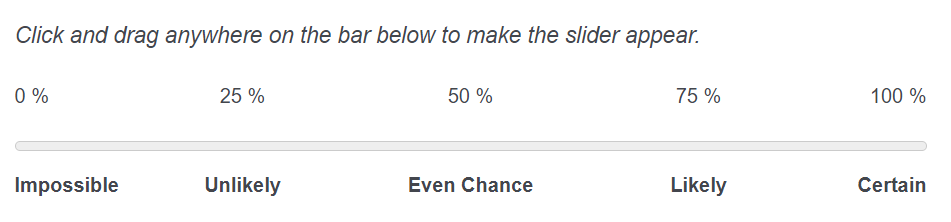 Click and drag anywhere on the bar below to make the slider appear.
0 % 25 % 50 % 75 % 100 %
Impossible Unlikely Even Chance Likely Certain